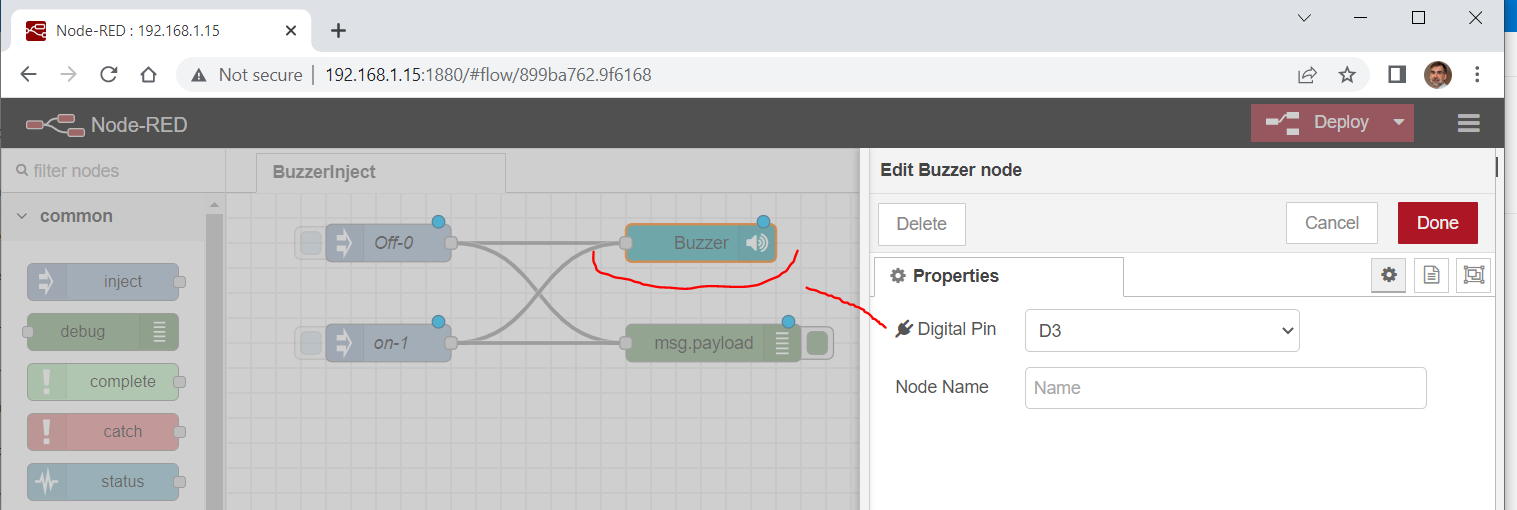 Node-RED : 192.168.1.15
Not secure | 192.168.1.15:1880/#flow/899ba762.9f6168
Node-RED
Deploy
filter nodes
BuzzerInject
Edit Buzzer node
common
Delete
Cancel
Done
Off-0
Buzzer
inject
Properties
debug
on-1
msg.payload
Digital Pin
D3
complete
Node Name
Name
catch
status